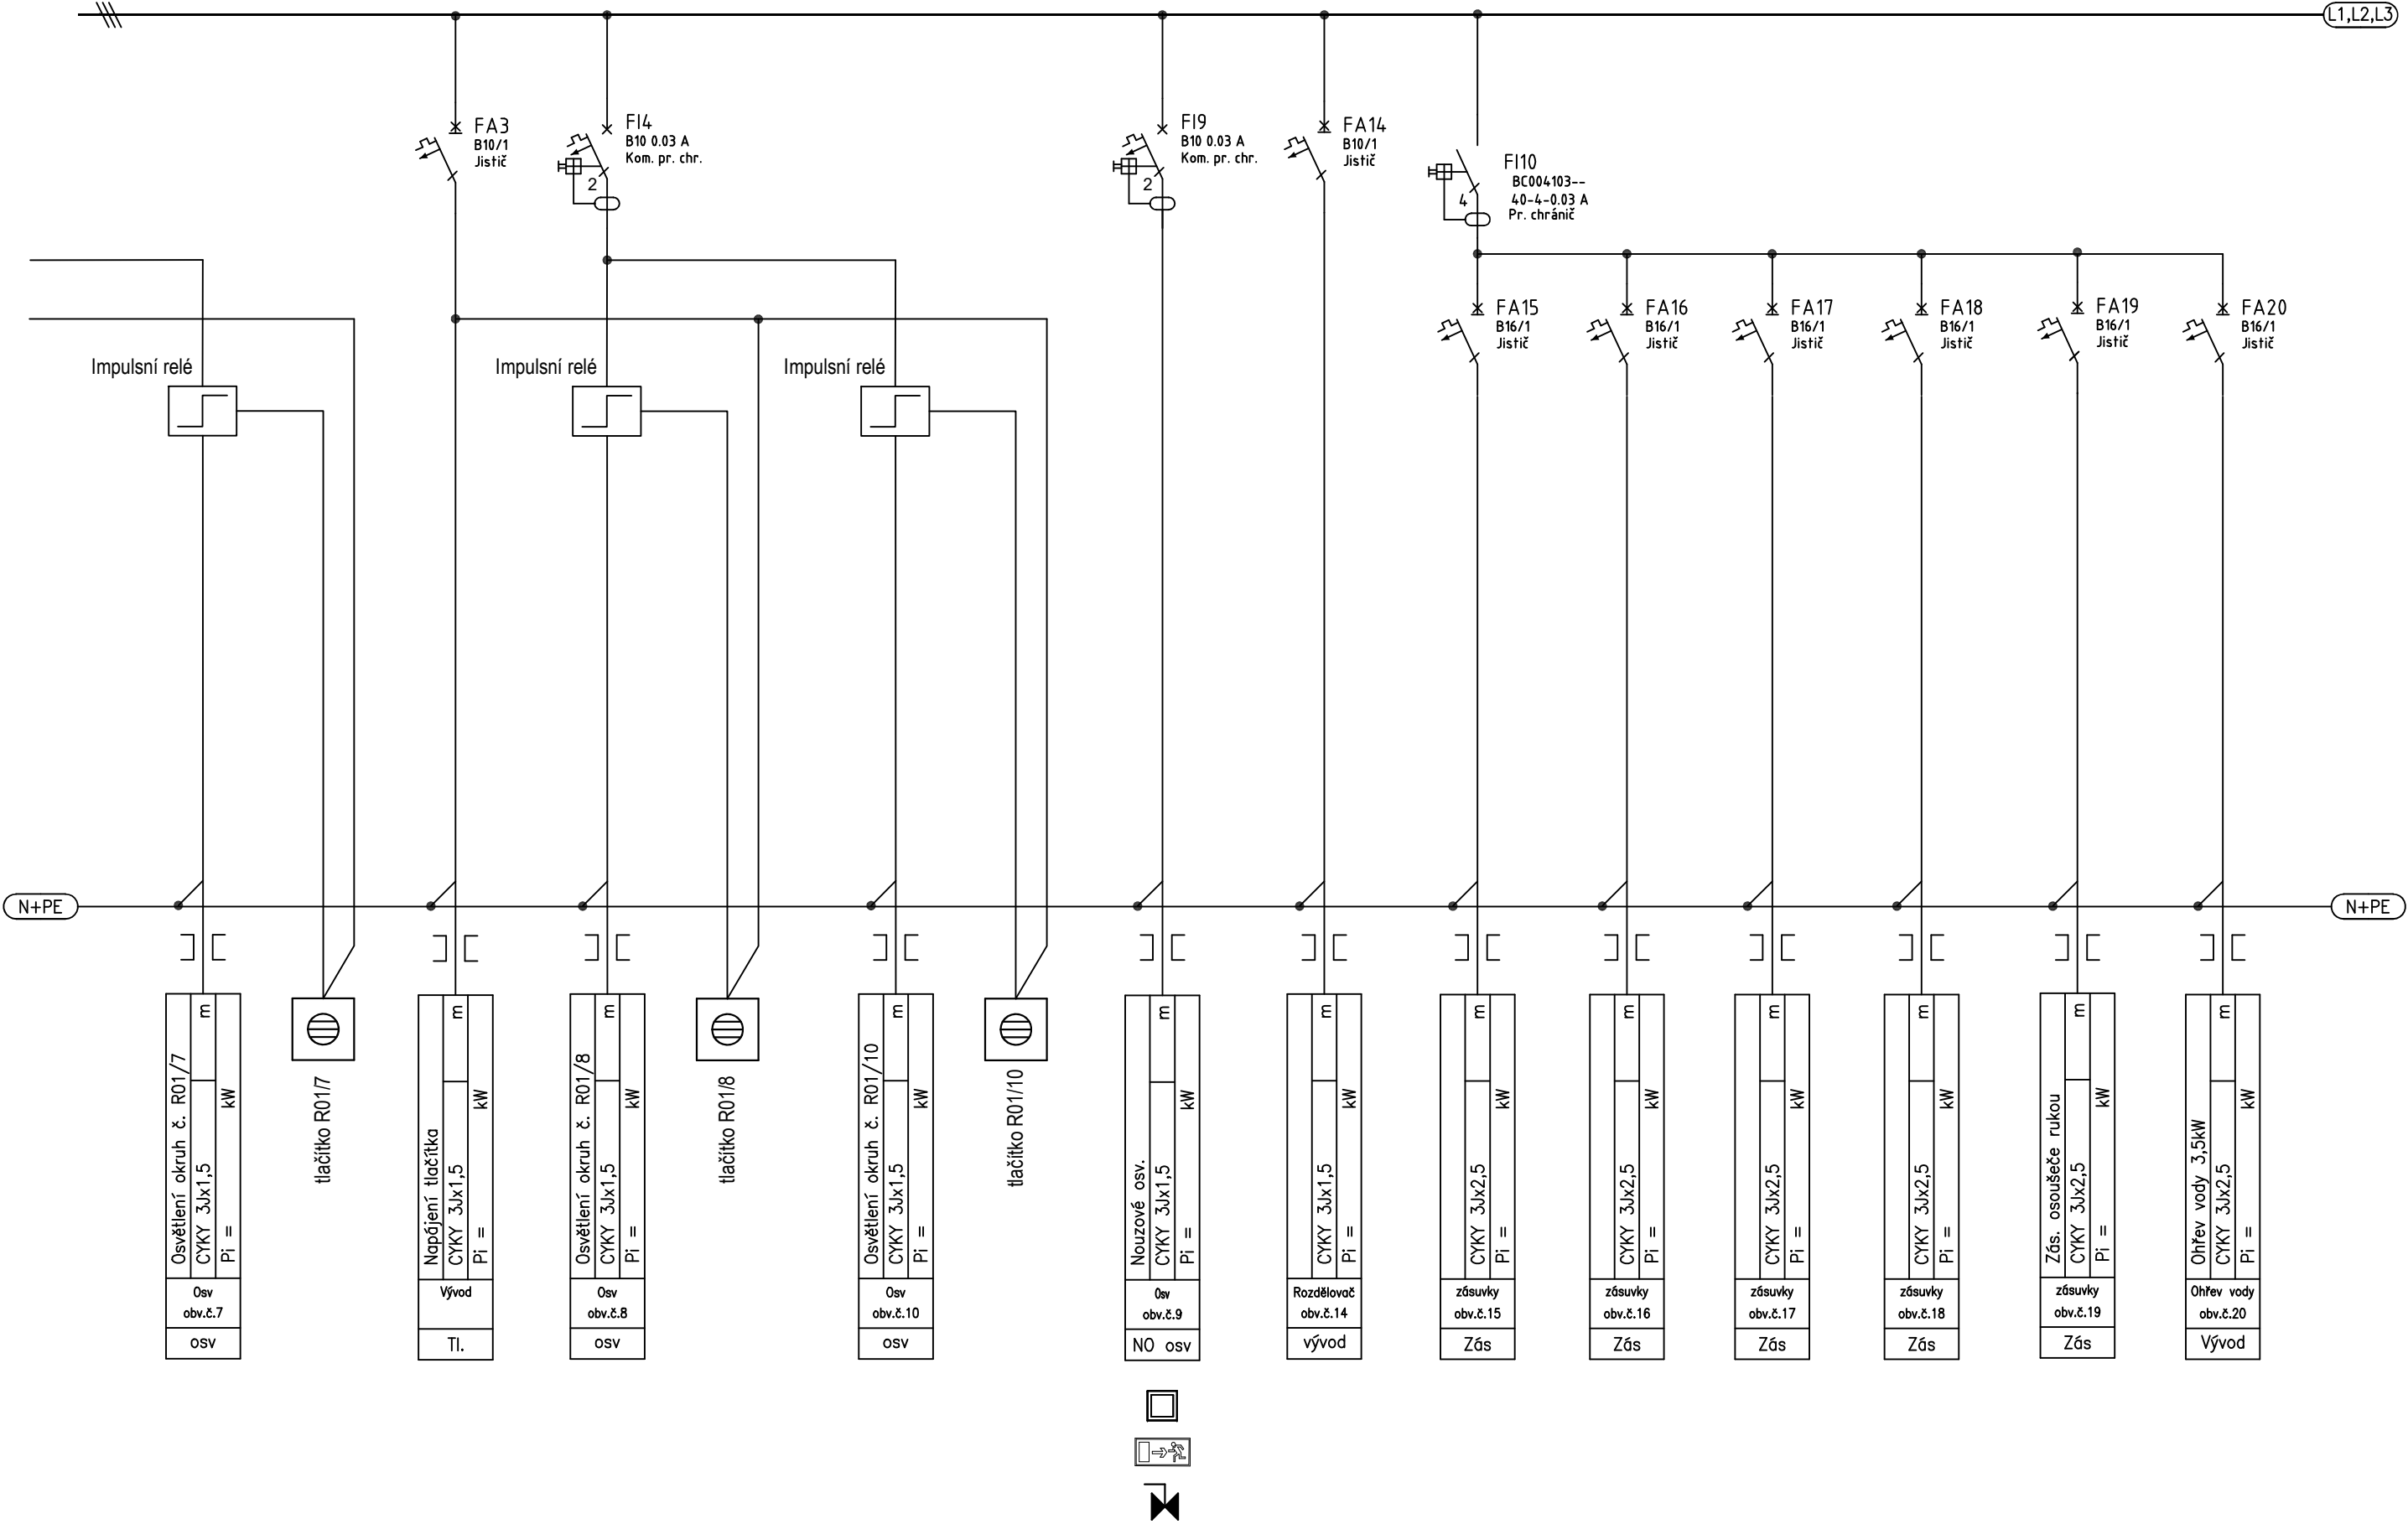 L1,L2,L3
FA3
B10/1
Jistič
FI4
B10 0.03 A
Kom. pr. chr.
2
FI9
B10 0.03 A
Kom. pr. chr.
2
FA14
B10/1
Jistič
FI10
BC004103--
40-4-0.03 A
Pr. chránič
4
FA15
B16/1
Jistič
FA16
B16/1
Jistič
FA17
B16/1
Jistič
FA18
B16/1
Jistič
FA19
B16/1
Jistič
FA20
B16/1
Jistič
Impulsní relé
Impulsní relé
Impulsní relé
N+PE
N+PE
Osvětlení okruh č. R01/7
CYKY 3Jx1,5 m
Pi = kW
Osv
obv.č.7
osv
tlačítko R01/7
Napájení tlačítka
CYKY 3Jx1,5 m
Pi = kW
Vývod
Tl.
Osvětlení okruh č. R01/8
CYKY 3Jx1,5 m
Pi = kW
Osv
obv.č.8
osv
tlačítko R01/8
Osvětlení okruh č. R01/10
CYKY 3Jx1,5 m
Pi = kW
Osv
obv.č.10
osv
tlačítko R01/10
Nouzové osv.
CYKY 3Jx1,5 m
Pi = kW
Osv
obv.č.9
NO osv
CYKY 3Jx1,5 m
Pi = kW
Rozdělovač
obv.č.14
vývod
CYKY 3Jx2,5 m
Pi = kW
zásuvky
obv.č.15
Zás
CYKY 3Jx2,5 m
Pi = kW
zásuvky
obv.č.16
Zás
CYKY 3Jx2,5 m
Pi = kW
zásuvky
obv.č.17
Zás
CYKY 3Jx2,5 m
Pi = kW
zásuvky
obv.č.18
Zás
Zás. osoušeče rukou
CYKY 3Jx2,5 m
Pi = kW
zásuvky
obv.č.19
Zás
Ohřev vody 3,5kW
CYKY 3Jx2,5 m
Pi = kW
Ohřev vody
obv.č.20
Vývod